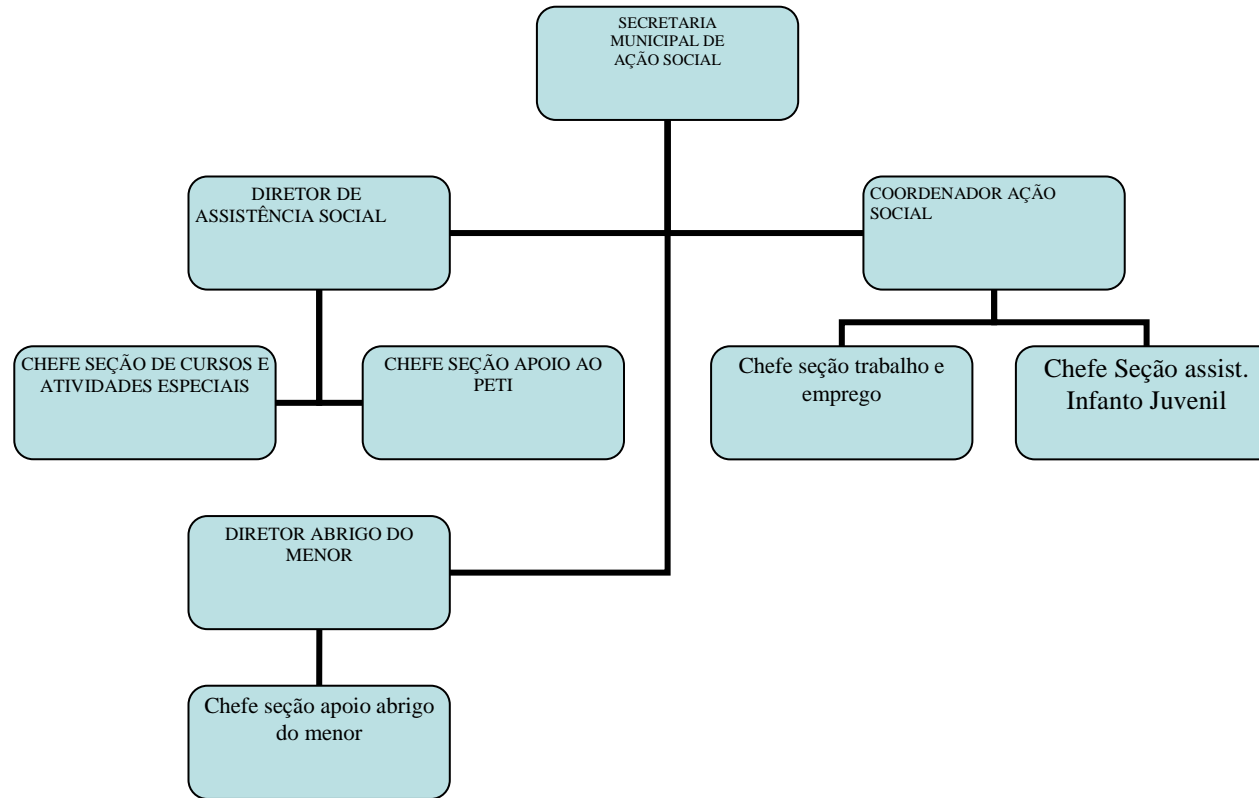 SECRETARIA
MUNICIPAL DE
AÇÃO SOCIAL
DIRETOR DE
ASSISTÊNCIA SOCIAL
COORDENADOR AÇÃO
SOCIAL
CHEFE SEÇÃO DE CURSOS E
ATIVIDADES ESPECIAIS
CHEFE SEÇÃO APOIO AO
PETI
Chefe seção trabalho e
emprego
Chefe Seção assist.
Infanto Juvenil
DIRETOR ABRIGO DO
MENOR
Chefe seção apoio abrigo
do menor